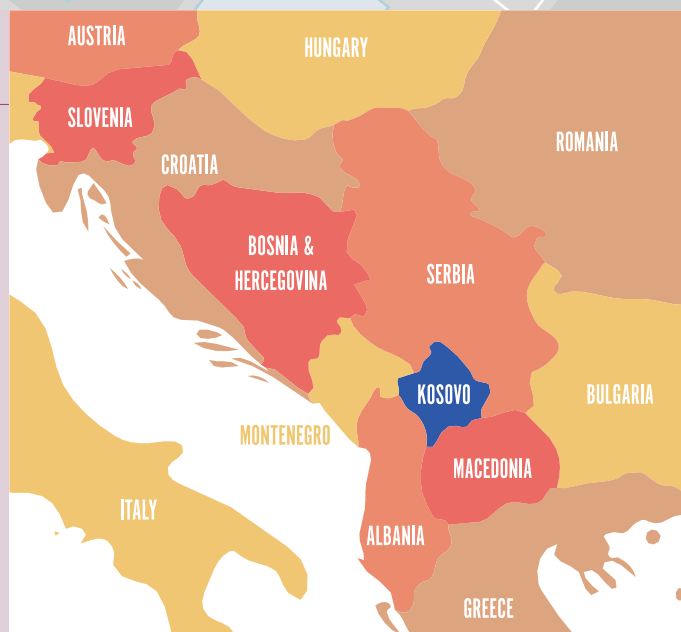 AUSTRIA
HUNGARY
SLOVENIA
ROMANIA
CROATIA
BOSNIA &
HERCEGOVINA
SERBIA
KOSOVO
BULGARIA
MONTENEGRO
MACEDONIA
ITALY
ALBANIA
GREECE